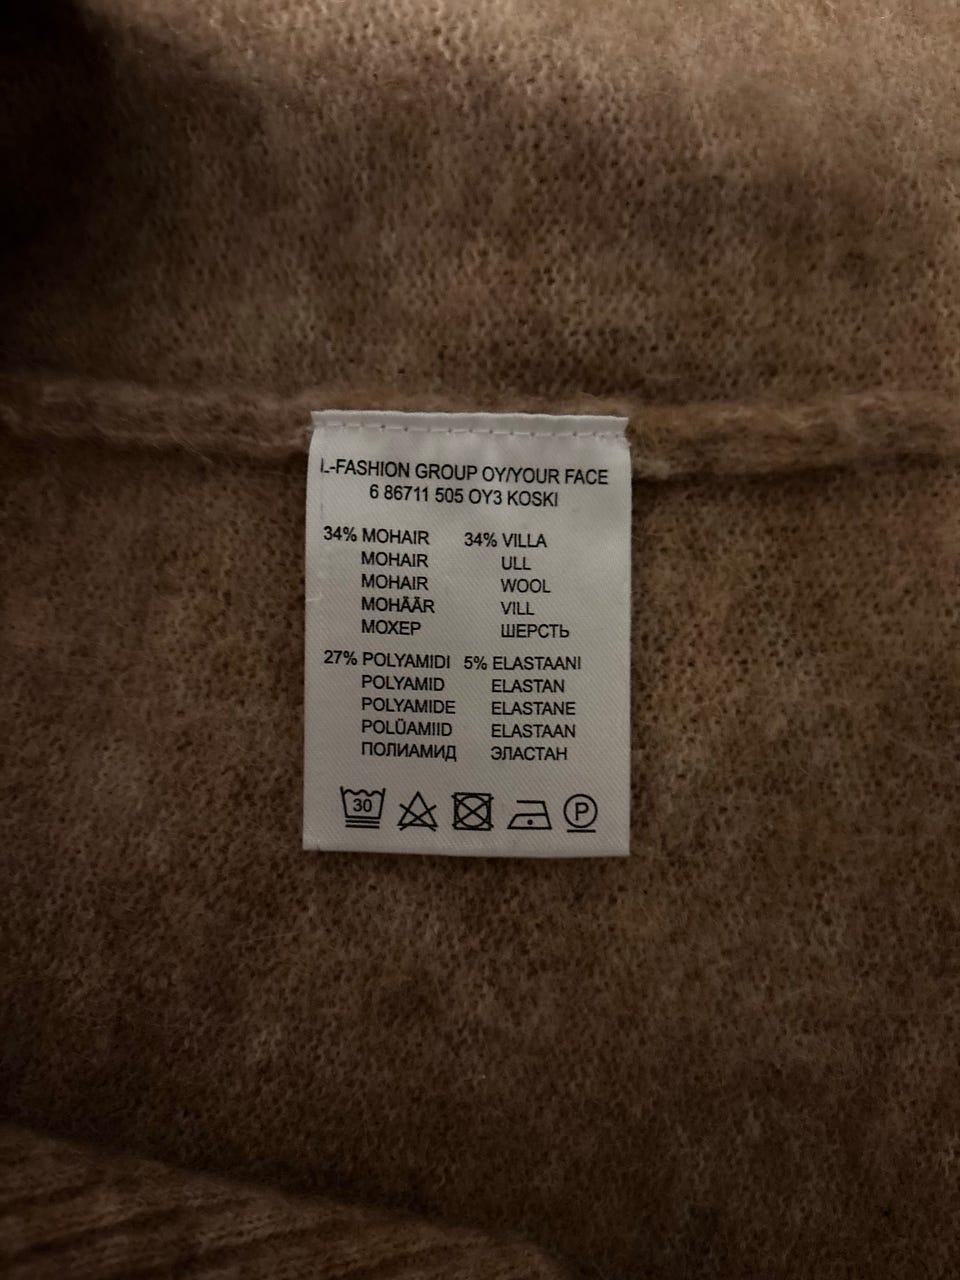 L-FASHION GROUP OY/YOUR FACE
6 86711 505 OY3 KOSKI
34% MOHAIR
MOHAIR
MOHAIR
MOHÄÄR
МОХЕР
34% VILLA
ULL
WOOL
VILL
ШЕРСТЬ
27% POLYAMIDI
POLYAMID
POLYAMIDE
POLÜAMIID
ПОЛИАМИД
5% ELASTAANI
ELASTAN
ELASTANE
ELASTAAN
ЭЛАСТАН
30
P